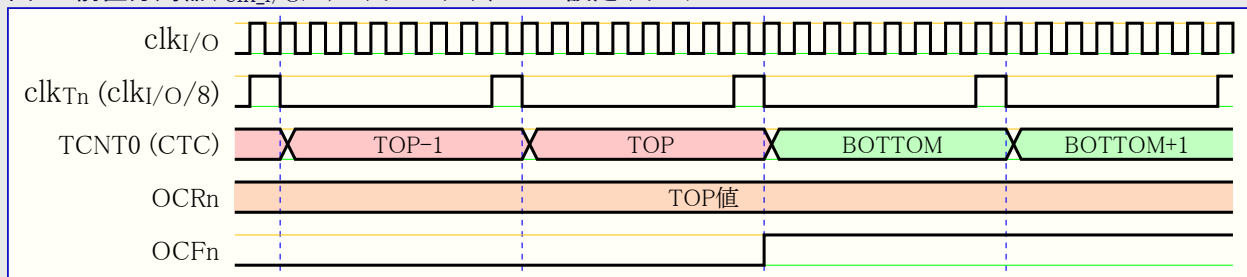 clkI/O
clkTn (clkI/O/8)
TCNT0 (CTC) TOP-1 TOP BOTTOM BOTTOM+1
OCRn TOP値
OCFn